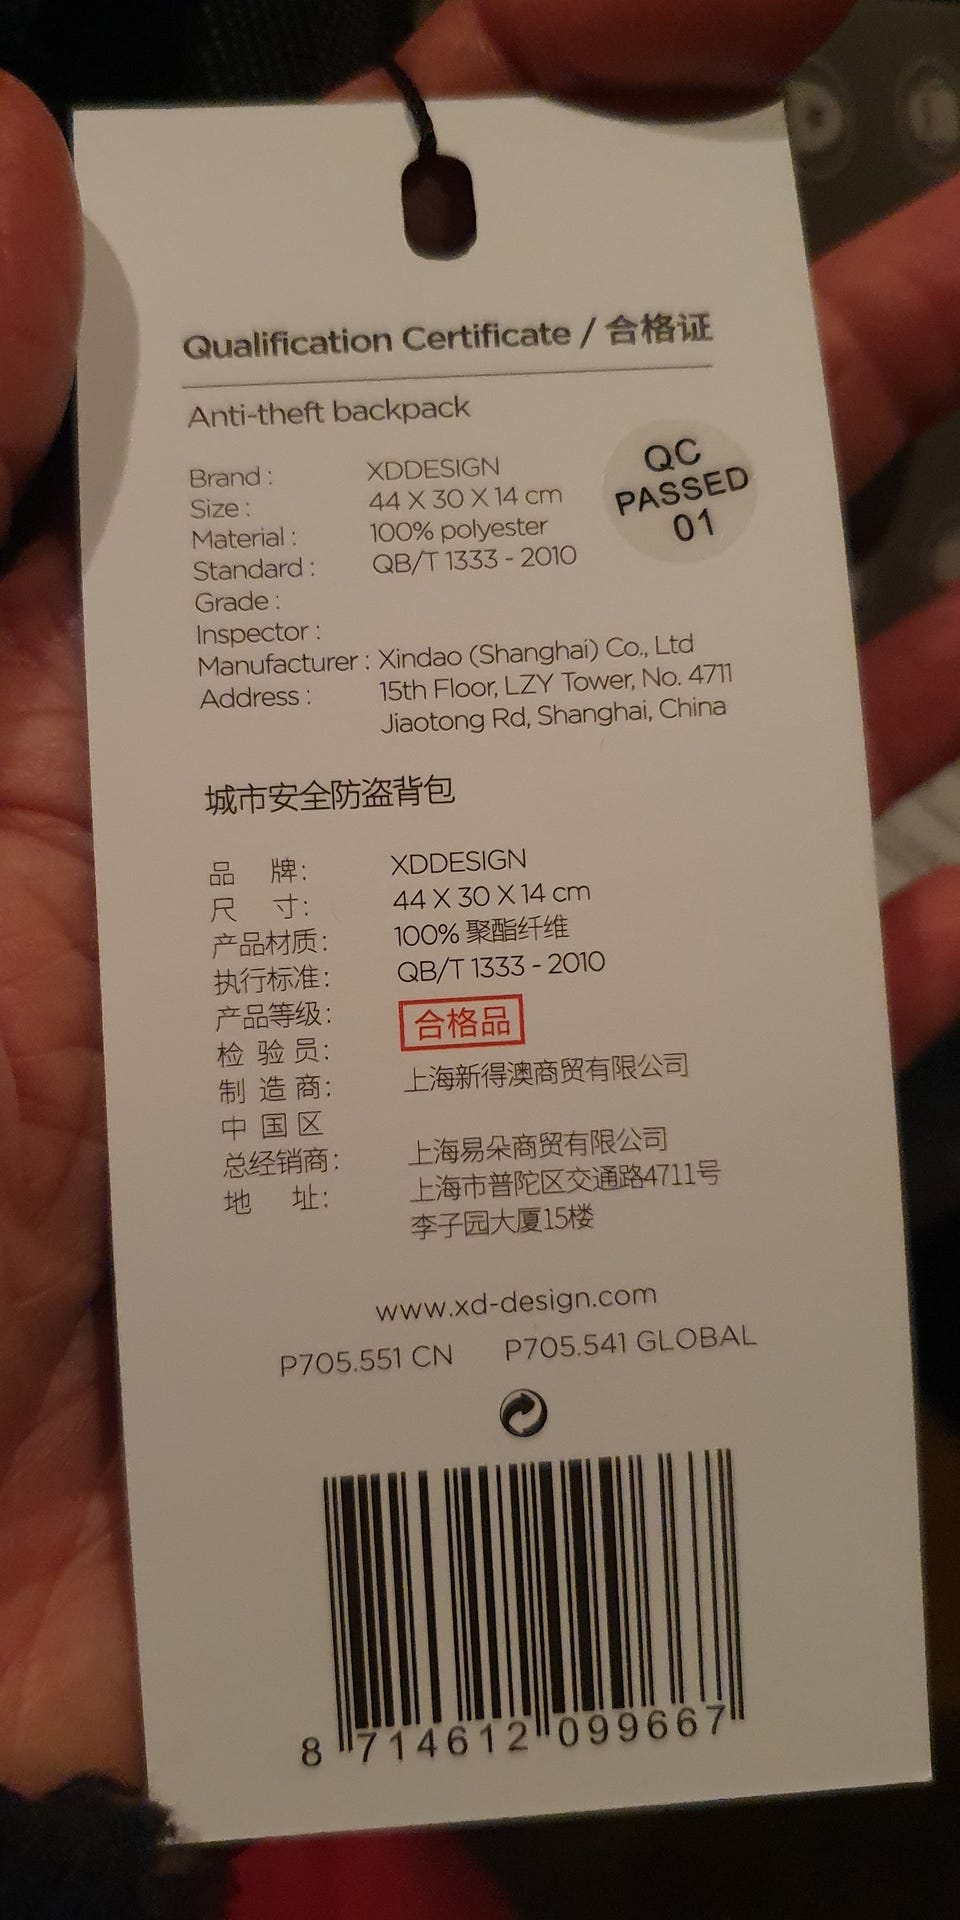 Qualification Certificate / 合格证
Anti-theft backpack
QC
PASSED
01
Brand : XDDESIGN
Size : 44 X 30 X 14 cm
Material : 100% polyester
Standard : QB/T 1333 - 2010
Grade :
Inspector :
Manufacturer : Xindao (Shanghai) Co., Ltd
Address : 15th Floor, LZY Tower, No. 4711
Jiaotong Rd, Shanghai, China
城市安全防盗背包
品 牌： XDDESIGN
尺 寸： 44 X 30 X 14 cm
产品材质： 100% 聚酯纤维
执行标准： QB/T 1333 - 2010
产品等级： 合格品
检 验 员：
制 造 商： 上海新得澳商贸有限公司
中 国 区
总经销商： 上海易朵商贸有限公司
地 址： 上海市普陀区交通路4711号
李子园大厦15楼
www.xd-design.com
P705.551 CN P705.541 GLOBAL
8 714612 099667